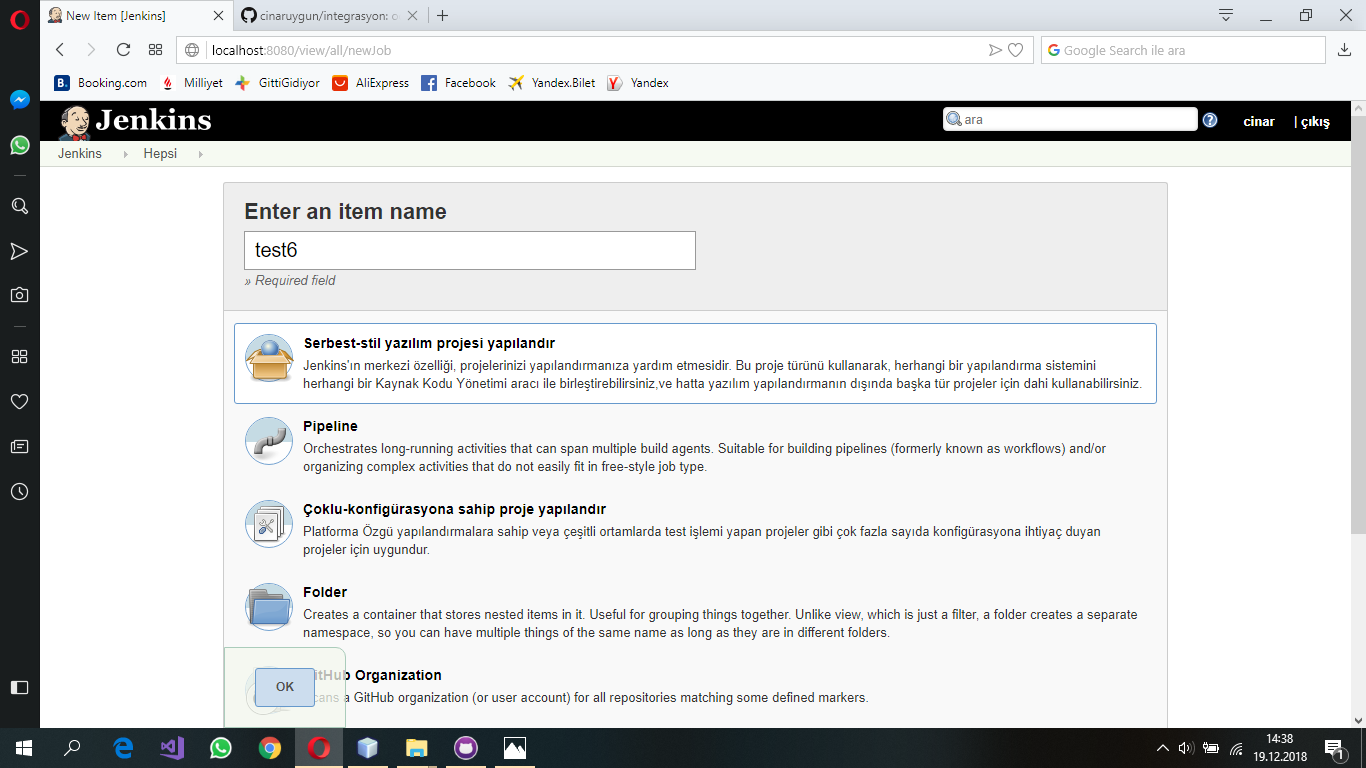 New Item [Jenkins]
cinaruygun/integrasyon: o
localhost:8080/view/all/newJob
Google Search ile ara
B. Booking.com
Milliyet
GittiGidiyor
AliExpress
Facebook
Yandex.Bilet
Yandex
Jenkins
ara
cinar
| çıkış
Jenkins
Hepsi
Enter an item name
test6
» Required field
Serbest-stil yazılım projesi yapılandır
Jenkins'ın merkezi özelliği, projelerinizi yapılandırmanıza yardım etmesidir. Bu proje türünü kullanarak, herhangi bir yapılandırma sistemini
herhangi bir Kaynak Kodu Yönetimi aracı ile birleştirebilirsiniz,ve hatta yazılım yapılandırmanın dışında başka tür projeler için dahi kullanabilirsiniz.
Pipeline
Orchestrates long-running activities that can span multiple build agents. Suitable for building pipelines (formerly known as workflows) and/or
organizing complex activities that do not easily fit in free-style job type.
Çoklu-konfigürasyona sahip proje yapılandır
Platforma Özgü yapılandırmalara sahip veya çeşitli ortamlarda test işlemi yapan projeler gibi çok fazla sayıda konfigürasyona ihtiyaç duyan
projeler için uygundur.
Folder
Creates a container that stores nested items in it. Useful for grouping things together. Unlike view, which is just a filter, a folder creates a separate
namespace, so you can have multiple things of the same name as long as they are in different folders.
GitHub Organization
Scans a GitHub organization (or user account) for all repositories matching some defined markers.
OK
14:38
19.12.2018
1